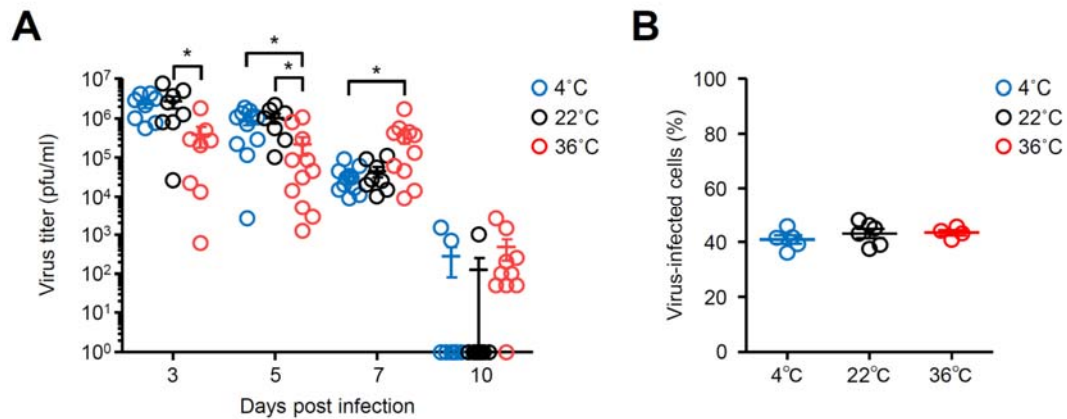 A
B
*
*
*
*
10⁷
10⁶
10⁵
10⁴
10³
10²
10¹
10⁰
Virus titer (pfu/ml)
3 5 7 10
Days post infection
4˚C
22˚C
36˚C
100
80
60
40
20
0
Virus-infected cells (%)
4°C 22°C 36°C
4˚C
22˚C
36˚C